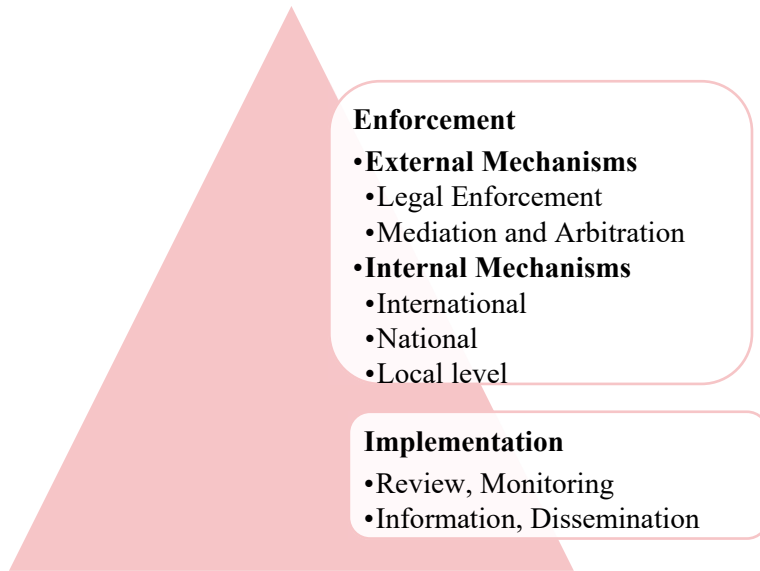 Enforcement
•External Mechanisms
•Legal Enforcement
•Mediation and Arbitration
•Internal Mechanisms
•International
•National
•Local level
Implementation
•Review, Monitoring
•Information, Dissemination